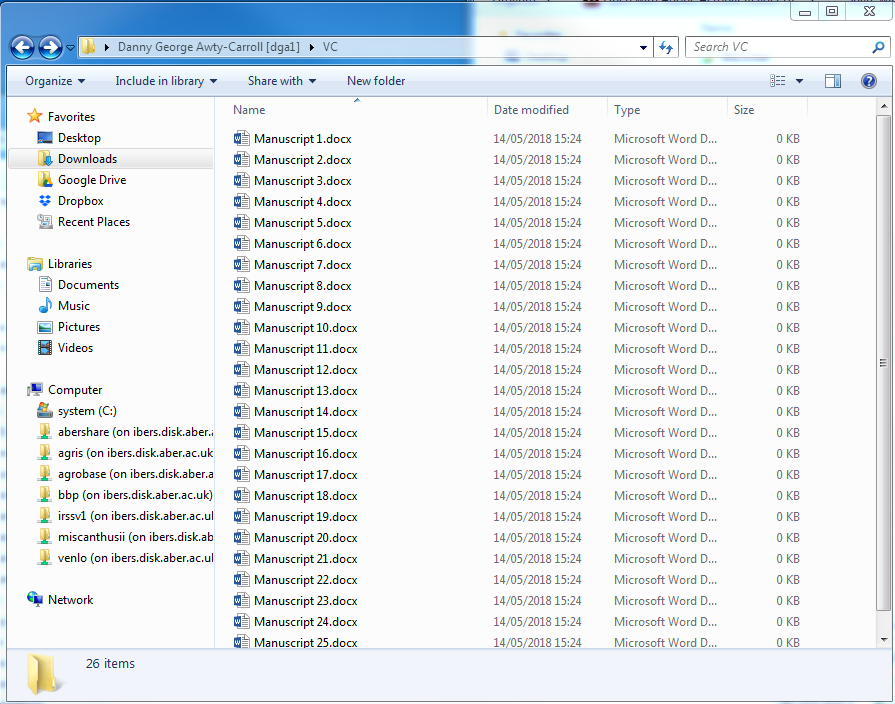 Danny George Awty-Carroll [dga1] VC Search VC
Organize Include in library Share with New folder
Favorites
Desktop
Downloads
Google Drive
Dropbox
Recent Places
Libraries
Documents
Music
Pictures
Videos
Computer
system (C:)
abershare (on ibers.disk.aber.a
agris (on ibers.disk.aber.ac.uk
agrobase (on ibers.disk.aber.a
bbp (on ibers.disk.aber.ac.uk)
irssv1 (on ibers.disk.aber.ac.ul
miscanthusii (on ibers.disk.ab
venlo (on ibers.disk.aber.ac.ul
Network
Name Date modified Type Size
Manuscript 1.docx 14/05/2018 15:24 Microsoft Word D... 0 KB
Manuscript 2.docx 14/05/2018 15:24 Microsoft Word D... 0 KB
Manuscript 3.docx 14/05/2018 15:24 Microsoft Word D... 0 KB
Manuscript 4.docx 14/05/2018 15:24 Microsoft Word D... 0 KB
Manuscript 5.docx 14/05/2018 15:24 Microsoft Word D... 0 KB
Manuscript 6.docx 14/05/2018 15:24 Microsoft Word D... 0 KB
Manuscript 7.docx 14/05/2018 15:24 Microsoft Word D... 0 KB
Manuscript 8.docx 14/05/2018 15:24 Microsoft Word D... 0 KB
Manuscript 9.docx 14/05/2018 15:24 Microsoft Word D... 0 KB
Manuscript 10.docx 14/05/2018 15:24 Microsoft Word D... 0 KB
Manuscript 11.docx 14/05/2018 15:24 Microsoft Word D... 0 KB
Manuscript 12.docx 14/05/2018 15:24 Microsoft Word D... 0 KB
Manuscript 13.docx 14/05/2018 15:24 Microsoft Word D... 0 KB
Manuscript 14.docx 14/05/2018 15:24 Microsoft Word D... 0 KB
Manuscript 15.docx 14/05/2018 15:24 Microsoft Word D... 0 KB
Manuscript 16.docx 14/05/2018 15:24 Microsoft Word D... 0 KB
Manuscript 17.docx 14/05/2018 15:24 Microsoft Word D... 0 KB
Manuscript 18.docx 14/05/2018 15:24 Microsoft Word D... 0 KB
Manuscript 19.docx 14/05/2018 15:24 Microsoft Word D... 0 KB
Manuscript 20.docx 14/05/2018 15:24 Microsoft Word D... 0 KB
Manuscript 21.docx 14/05/2018 15:24 Microsoft Word D... 0 KB
Manuscript 22.docx 14/05/2018 15:24 Microsoft Word D... 0 KB
Manuscript 23.docx 14/05/2018 15:24 Microsoft Word D... 0 KB
Manuscript 24.docx 14/05/2018 15:24 Microsoft Word D... 0 KB
Manuscript 25.docx 14/05/2018 15:24 Microsoft Word D... 0 KB
26 items